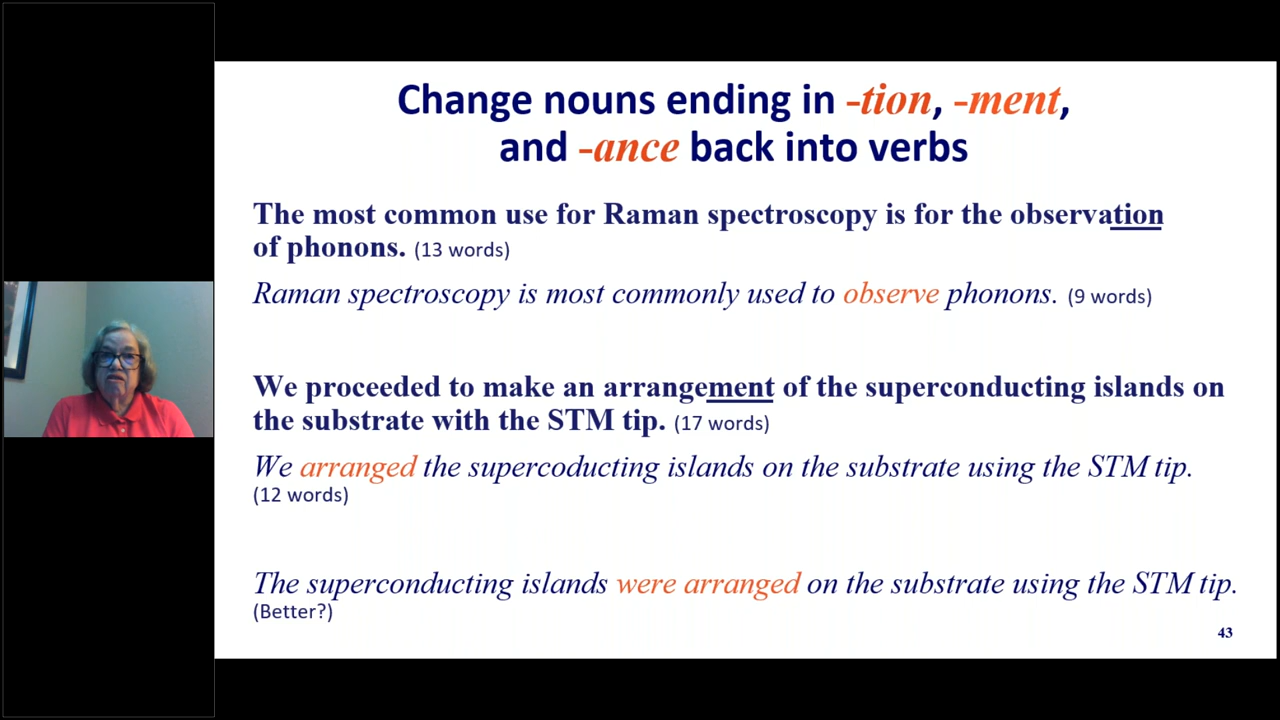 Change nouns ending in -tion, -ment,
and -ance back into verbs
The most common use for Raman spectroscopy is for the observation
of phonons. (13 words)
Raman spectroscopy is most commonly used to observe phonons. (9 words)
We proceeded to make an arrangement of the superconducting islands on
the substrate with the STM tip. (17 words)
We arranged the supercoducting islands on the substrate using the STM tip.
(12 words)
The superconducting islands were arranged on the substrate using the STM tip.
(Better?)
43